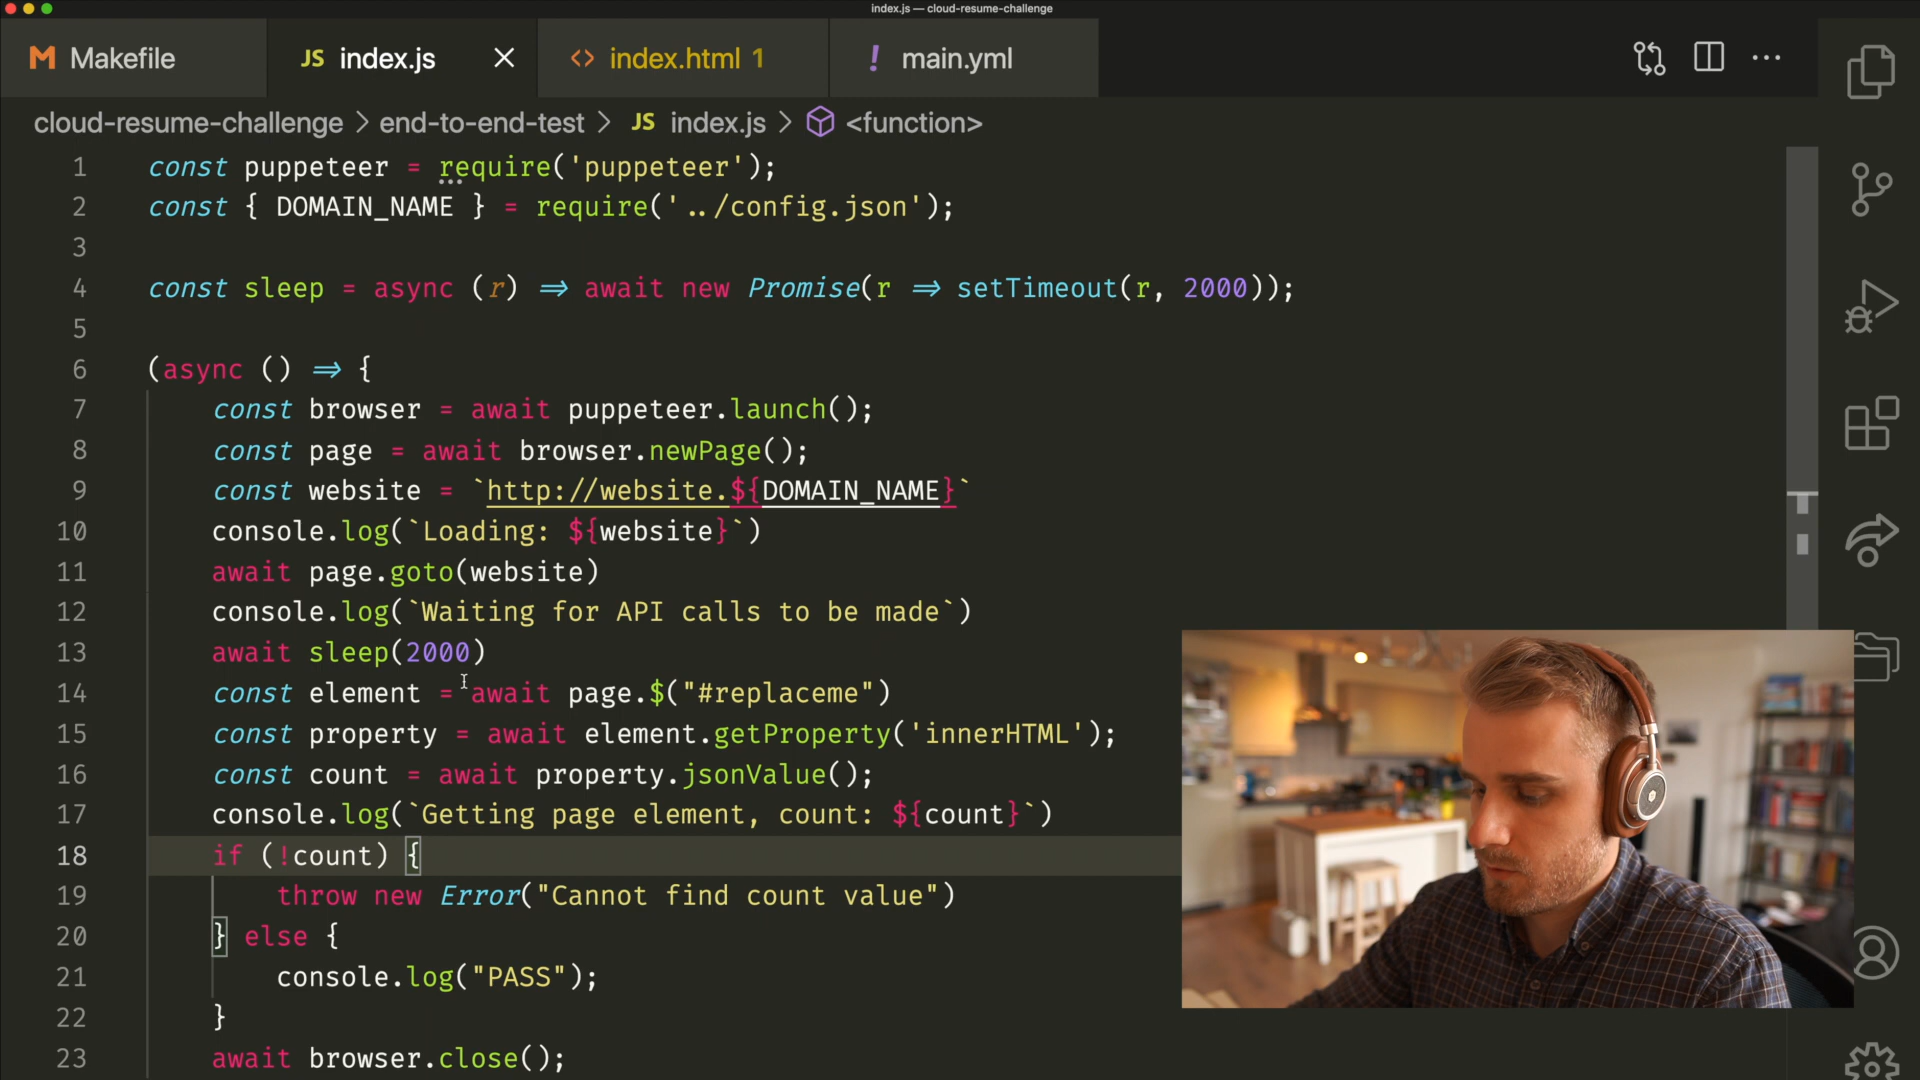 index.js — cloud-resume-challenge
M Makefile
JS index.js
<> index.html 1
! main.yml
cloud-resume-challenge > end-to-end-test > JS index.js > <function>
1 const puppeteer = require('puppeteer');
2 const { DOMAIN_NAME } = require('../config.json');
3
4 const sleep = async (r) => await new Promise(r => setTimeout(r, 2000));
5
6 (async () => {
7 const browser = await puppeteer.launch();
8 const page = await browser.newPage();
9 const website = `http://website.${DOMAIN_NAME}`
10 console.log(`Loading: ${website}`)
11 await page.goto(website)
12 console.log(`Waiting for API calls to be made`)
13 await sleep(2000)
14 const element = await page.$("#replaceme")
15 const property = await element.getProperty('innerHTML');
16 const count = await property.jsonValue();
17 console.log(`Getting page element, count: ${count}`)
18 if (!count) {
19 throw new Error("Cannot find count value")
20 } else {
21 console.log("PASS");
22 }
23 await browser.close();